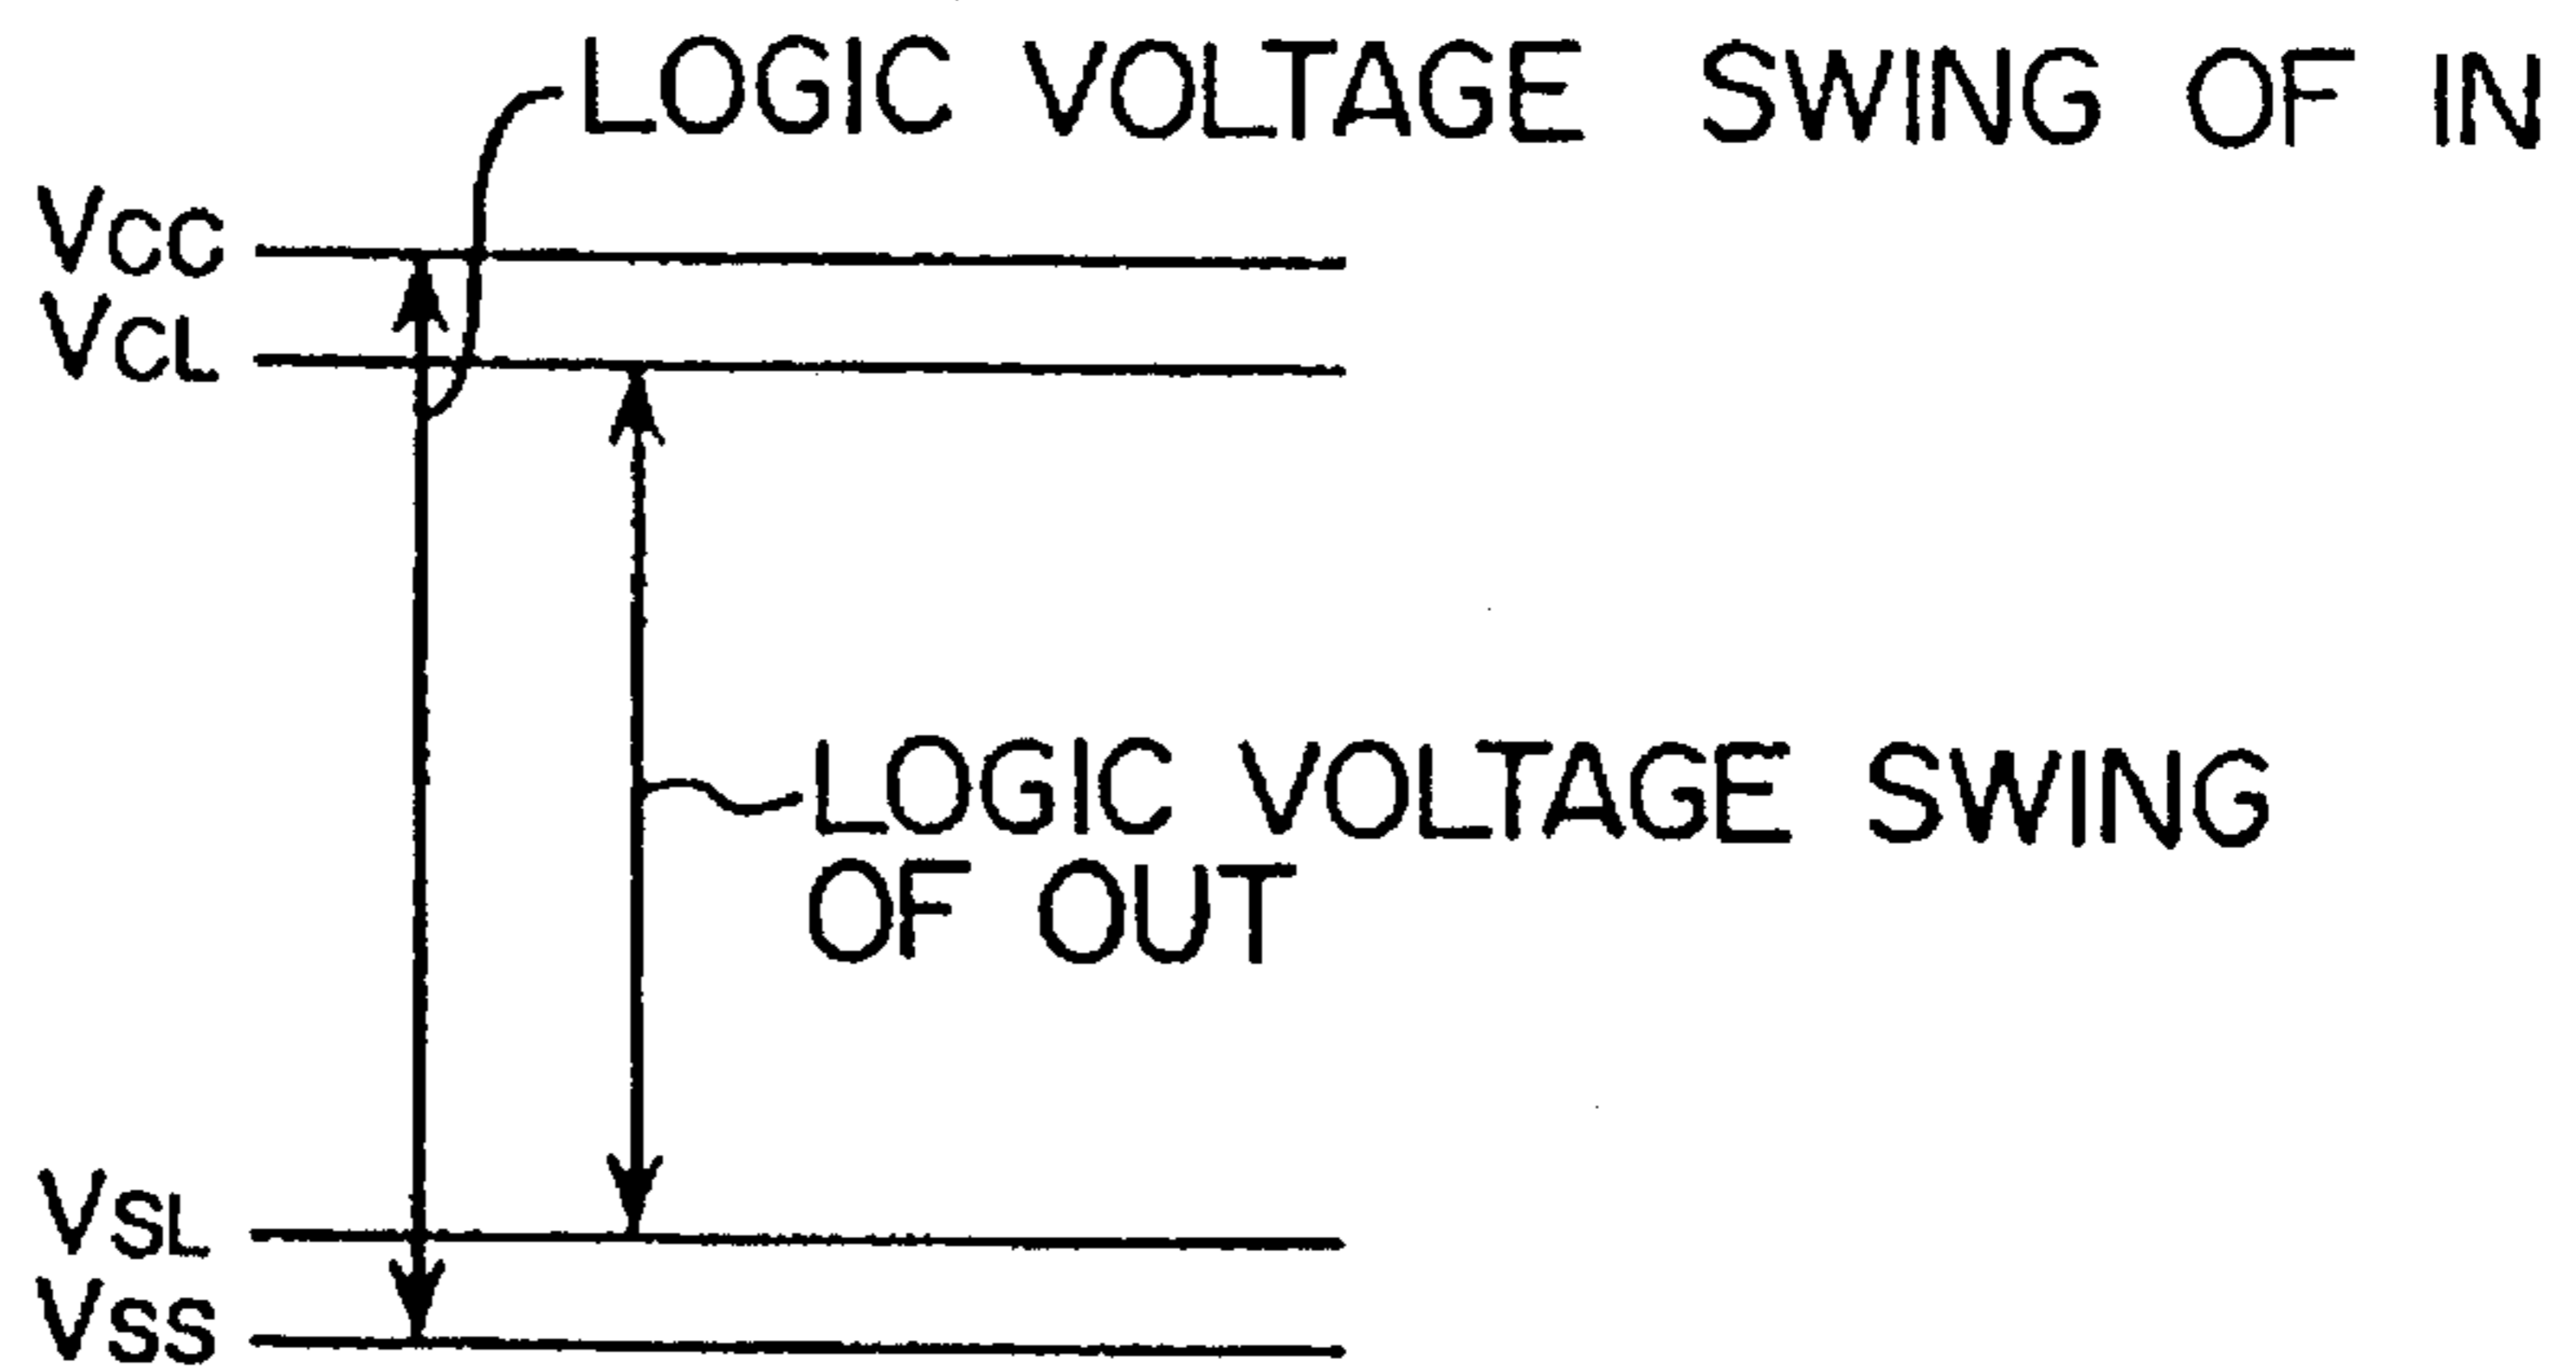 LOGIC VOLTAGE SWING OF IN
VCC
VCL
LOGIC VOLTAGE SWING
OF OUT
VSL
VSS